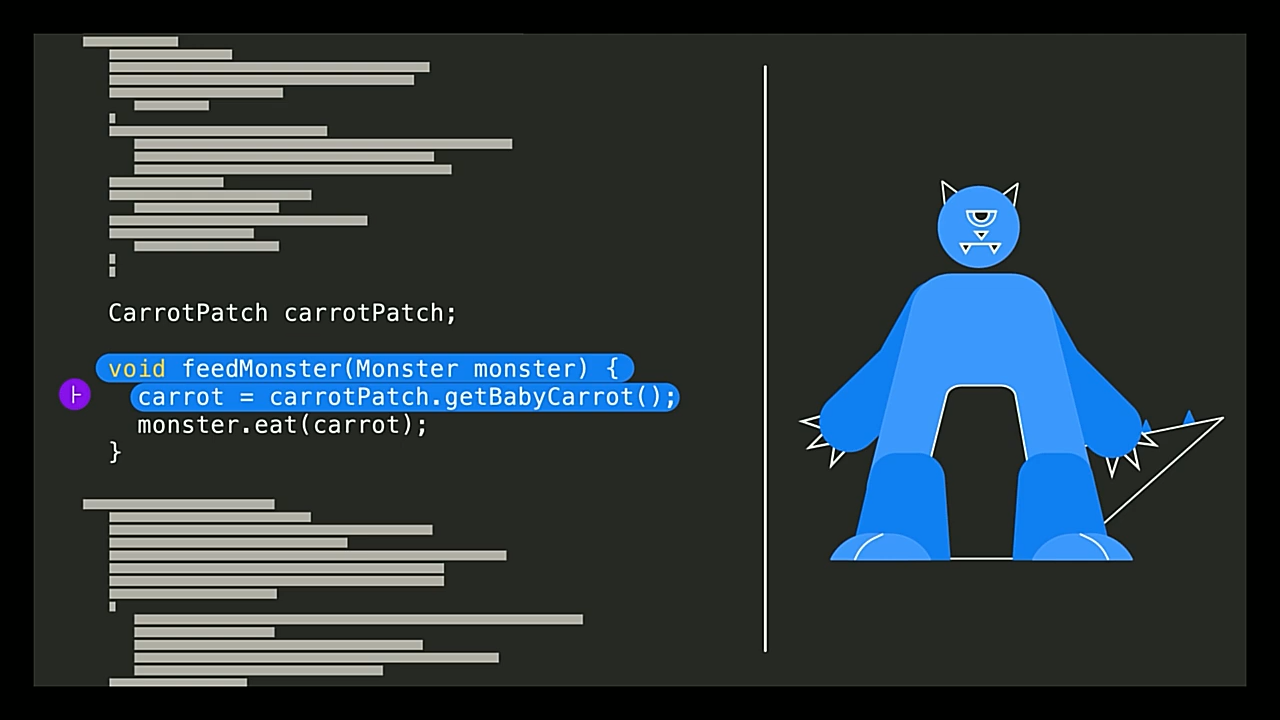 CarrotPatch carrotPatch;
void feedMonster(Monster monster) {
carrot = carrotPatch.getBabyCarrot();
monster.eat(carrot);
}